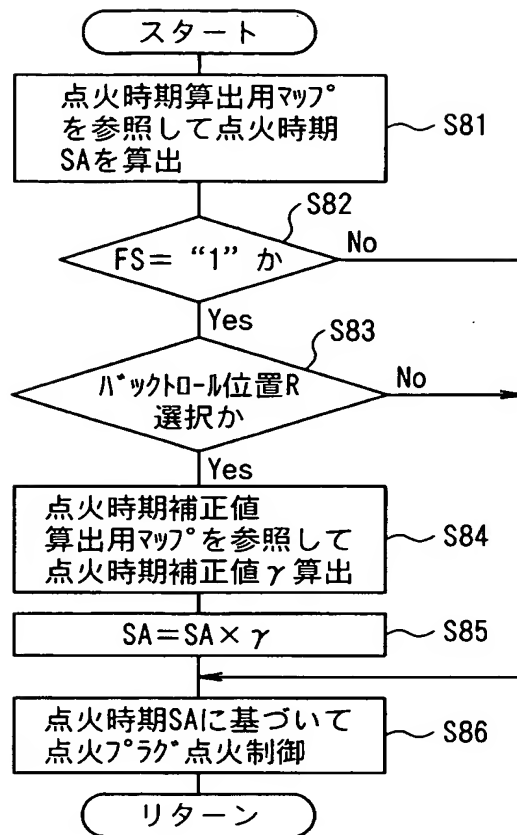 スタート
点火時期算出用ﾏｯﾌﾟ
を参照して点火時期
SAを算出
S81
S82
FS= “1” か
No
Yes
S83
ﾊﾞｯｸﾄﾛｰﾙ位置R
選択か
No
Yes
点火時期補正値
算出用ﾏｯﾌﾟを参照して
点火時期補正値γ算出
S84
SA=SA×γ
S85
点火時期SAに基づいて
点火ﾌﾟﾗｸﾞ点火制御
S86
リターン